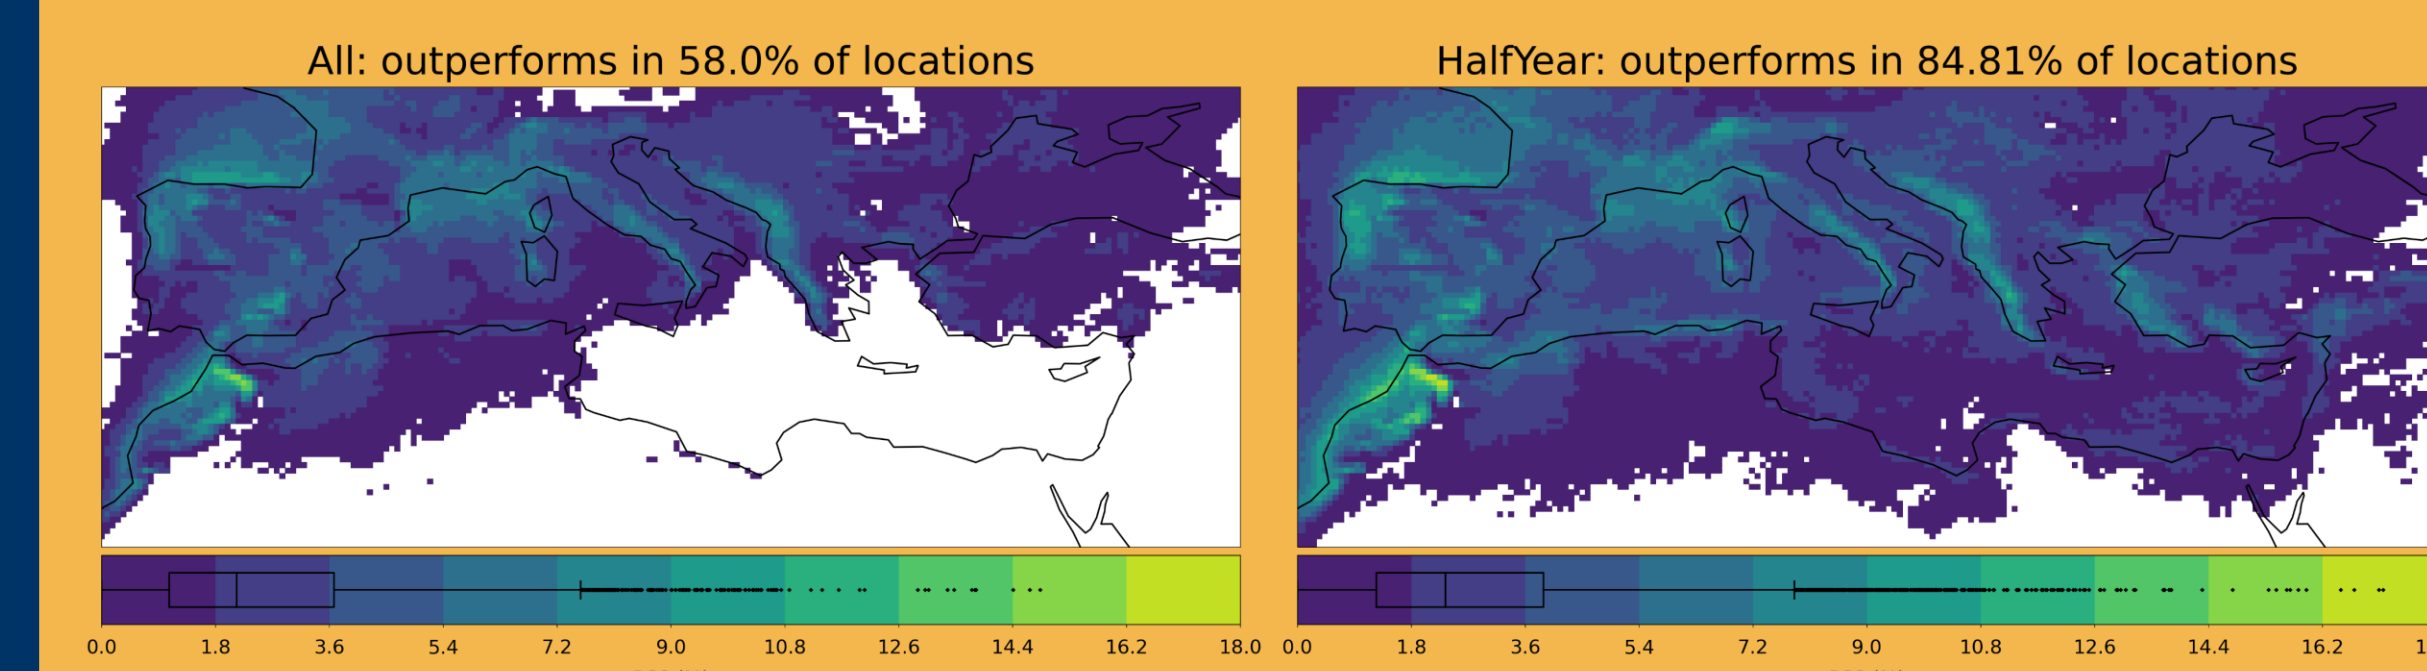 All: outperforms in 58.0% of locations
HalfYear: outperforms in 84.81% of locations
0.0 1.8 3.6 5.4 7.2 9.0 10.8 12.6 14.4 16.2 18.0
0.0 1.8 3.6 5.4 7.2 9.0 10.8 12.6 14.4 16.2